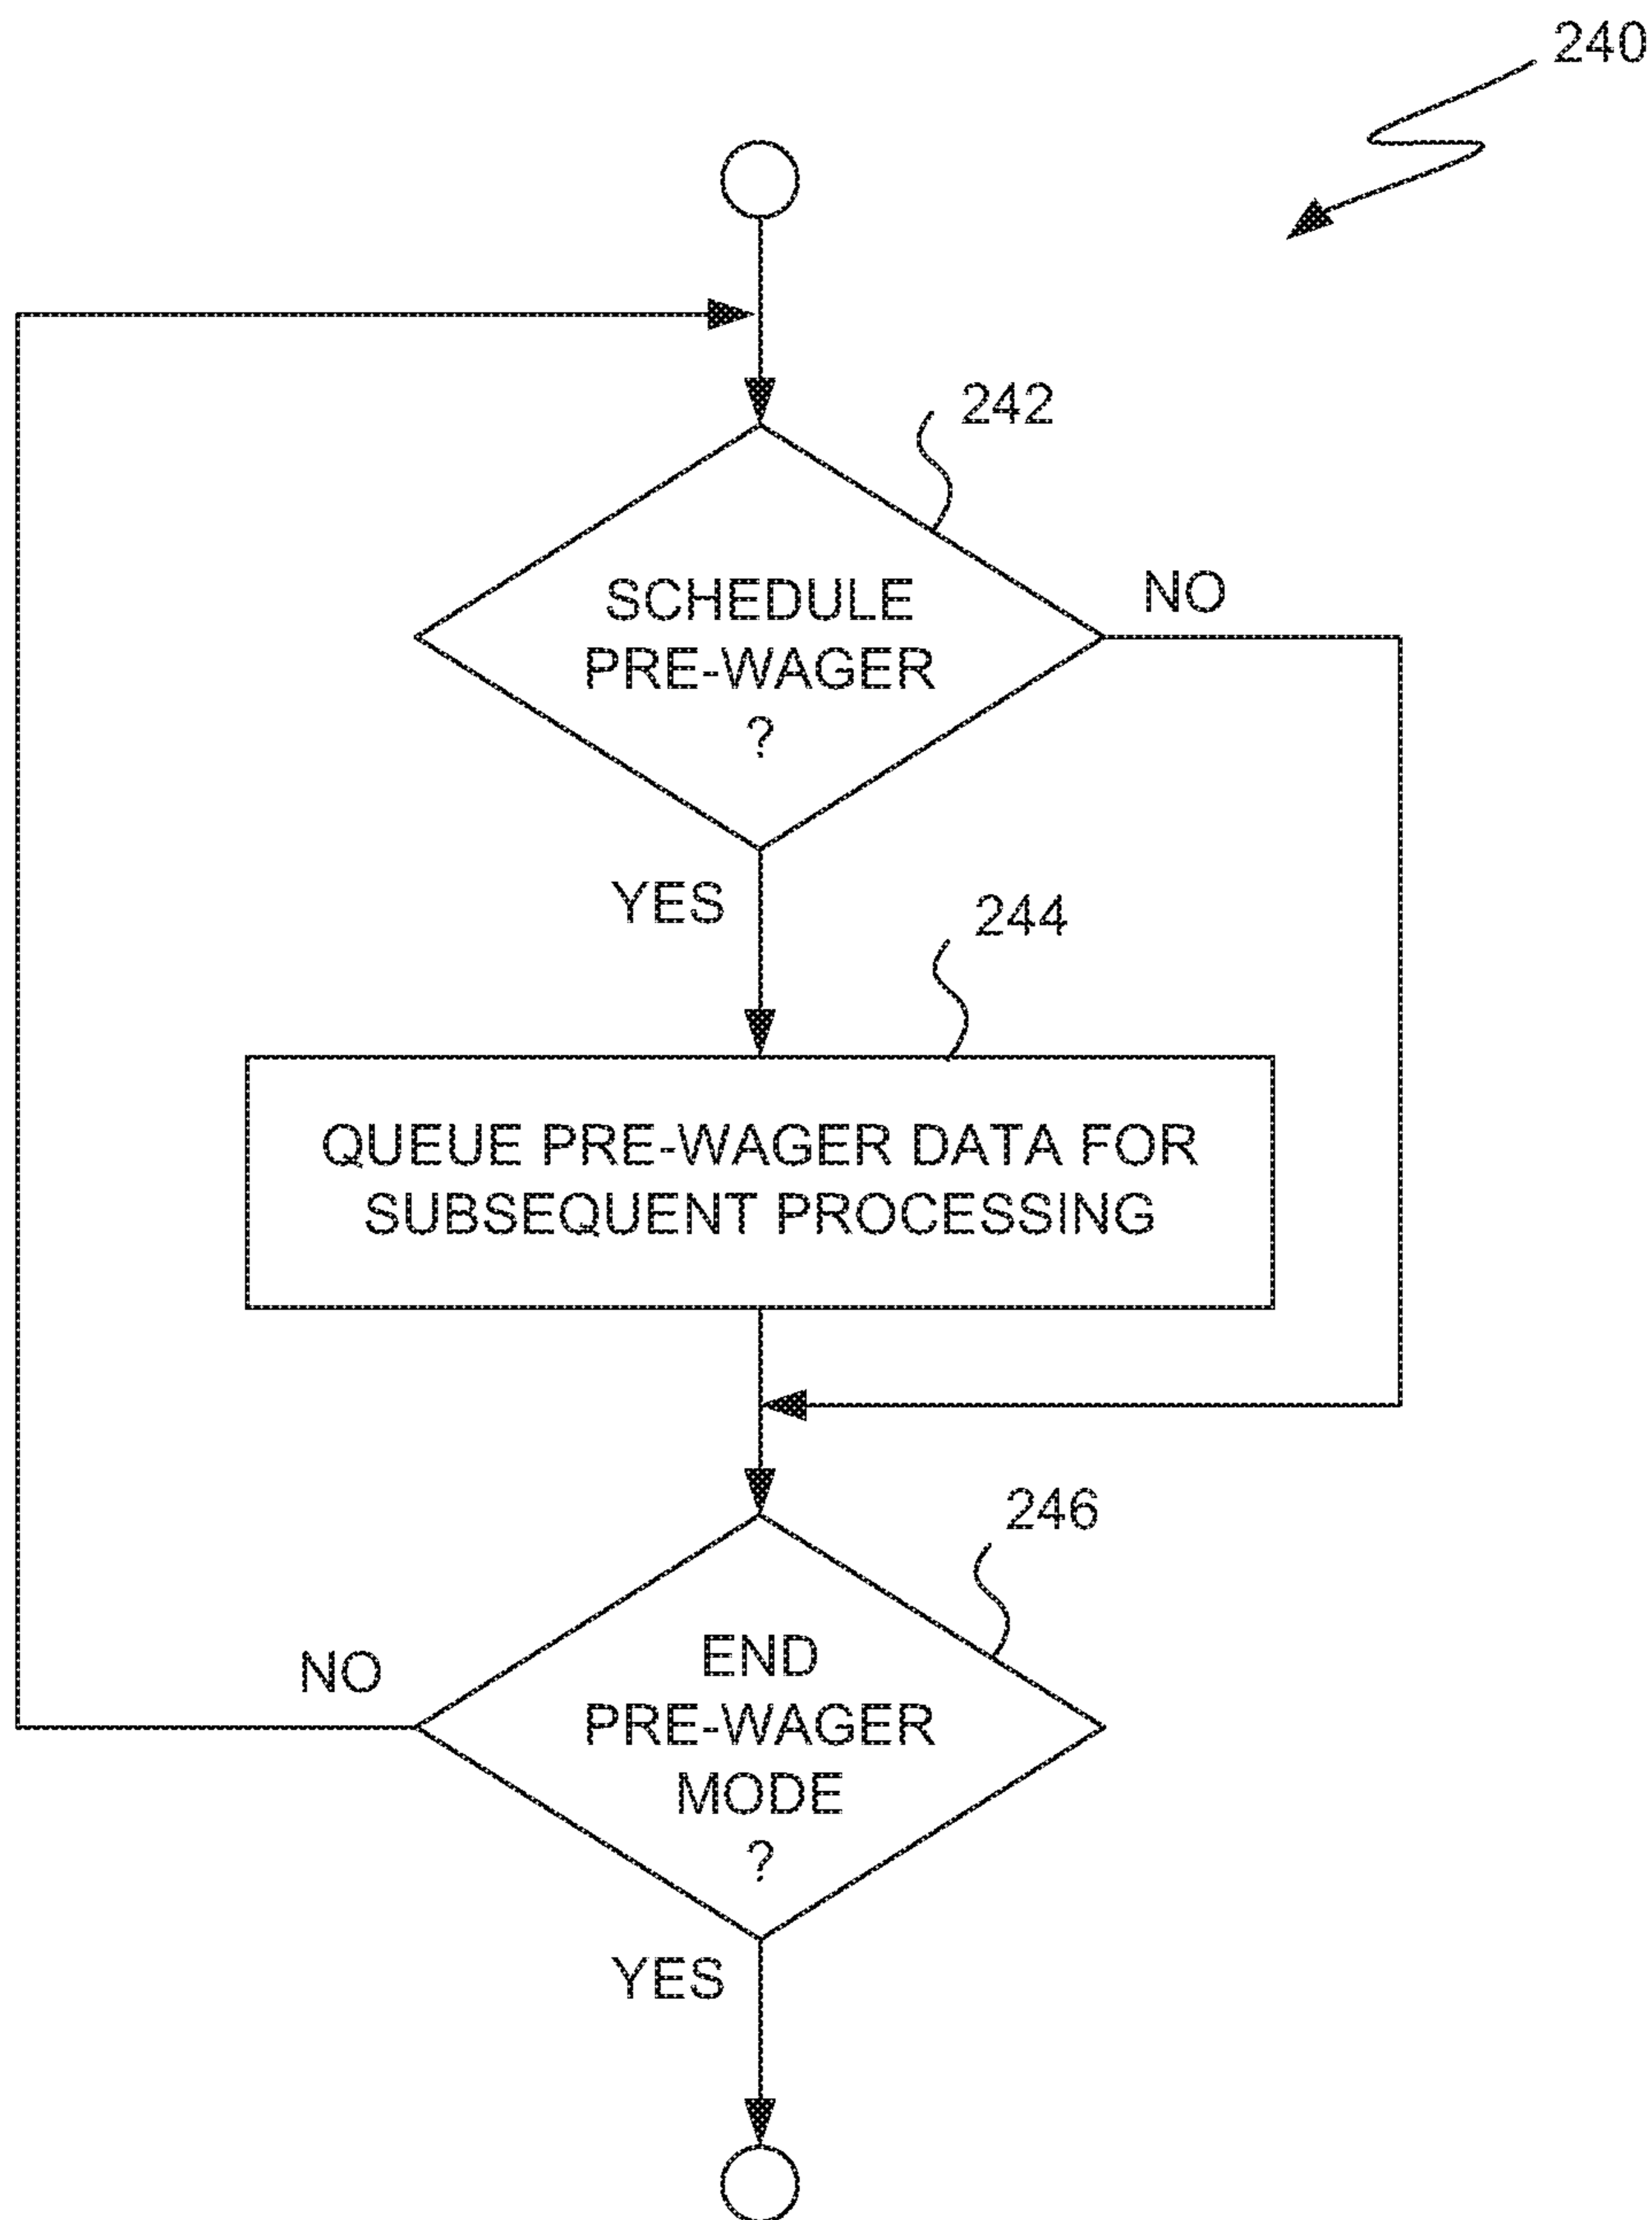 240
242
SCHEDULE
PRE-WAGER
?
NO
YES
244
QUEUE PRE-WAGER DATA FOR
SUBSEQUENT PROCESSING
246
END
PRE-WAGER
MODE
?
NO
YES